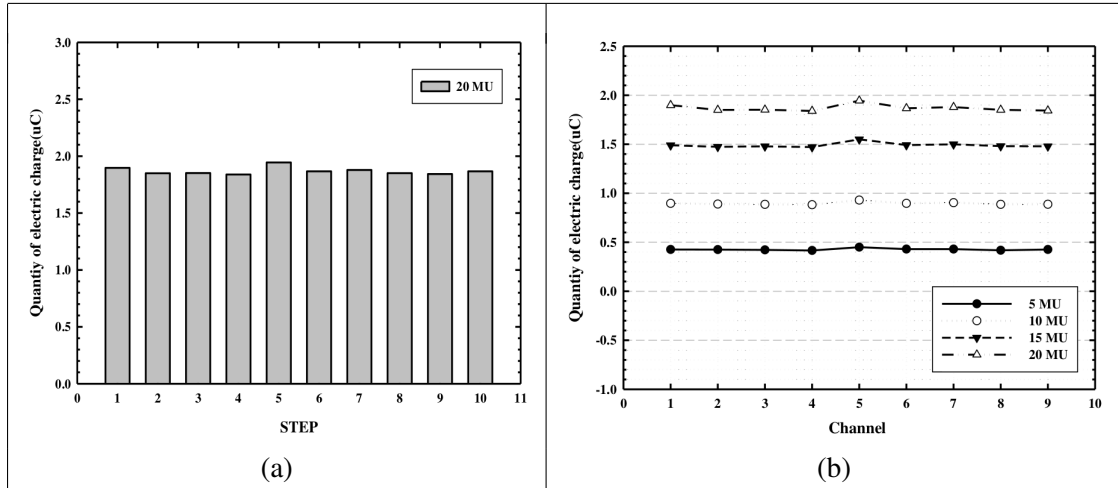 3.0
2.5
2.0
1.5
1.0
0.5
0.0
Quantiy of electric charge(uC)
20 MU
0 1 2 3 4 5 6 7 8 9 10 11
STEP
(a)
2.5
2.0
1.5
1.0
0.5
0.0
-0.5
-1.0
Quantiy of electric charge(uC)
5 MU
10 MU
15 MU
20 MU
0 1 2 3 4 5 6 7 8 9 10
Channel
(b)